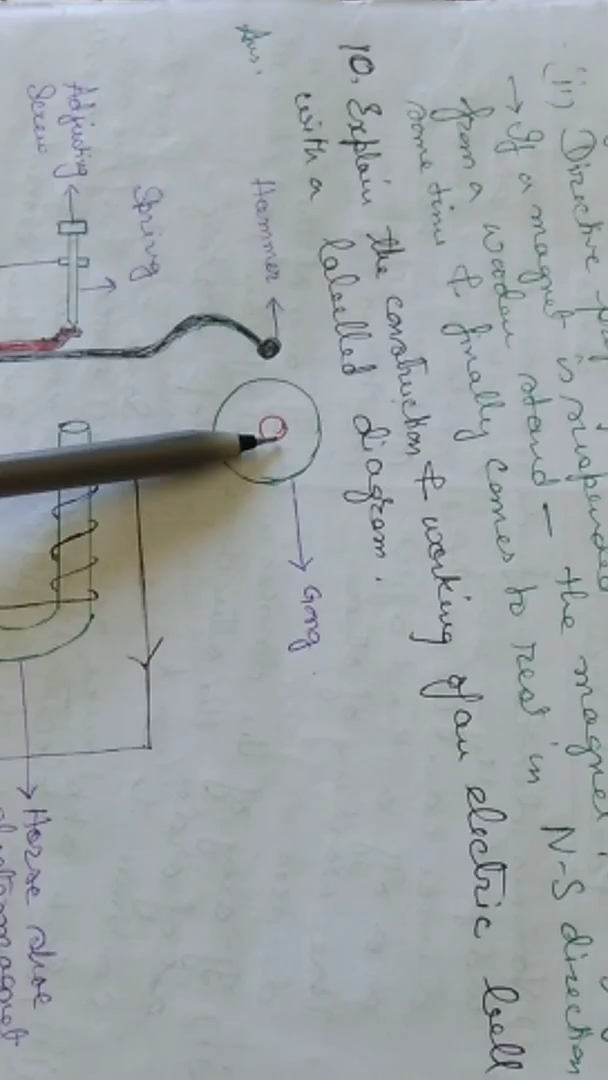 (ii) Directive
→ If a magnet is suspended
from a wooden stand - the magnet
some time & finally comes to rest in N-S direction
10. Explain the construction & working of an electric bell
with a labelled diagram.
Ans.
Hammer
Gong
Spring
Adjusting
Screw
Horse shoe
electromagnet